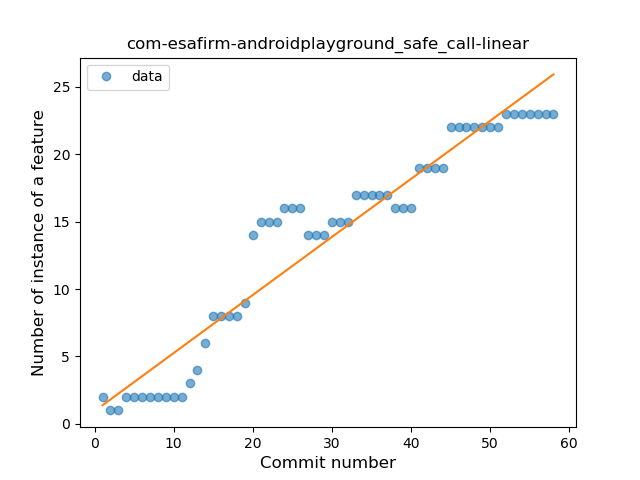 com-esafirm-androidplayground_safe_call-linear
data
Number of instance of a feature
25
20
15
10
5
0
0 10 20 30 40 50 60
Commit number